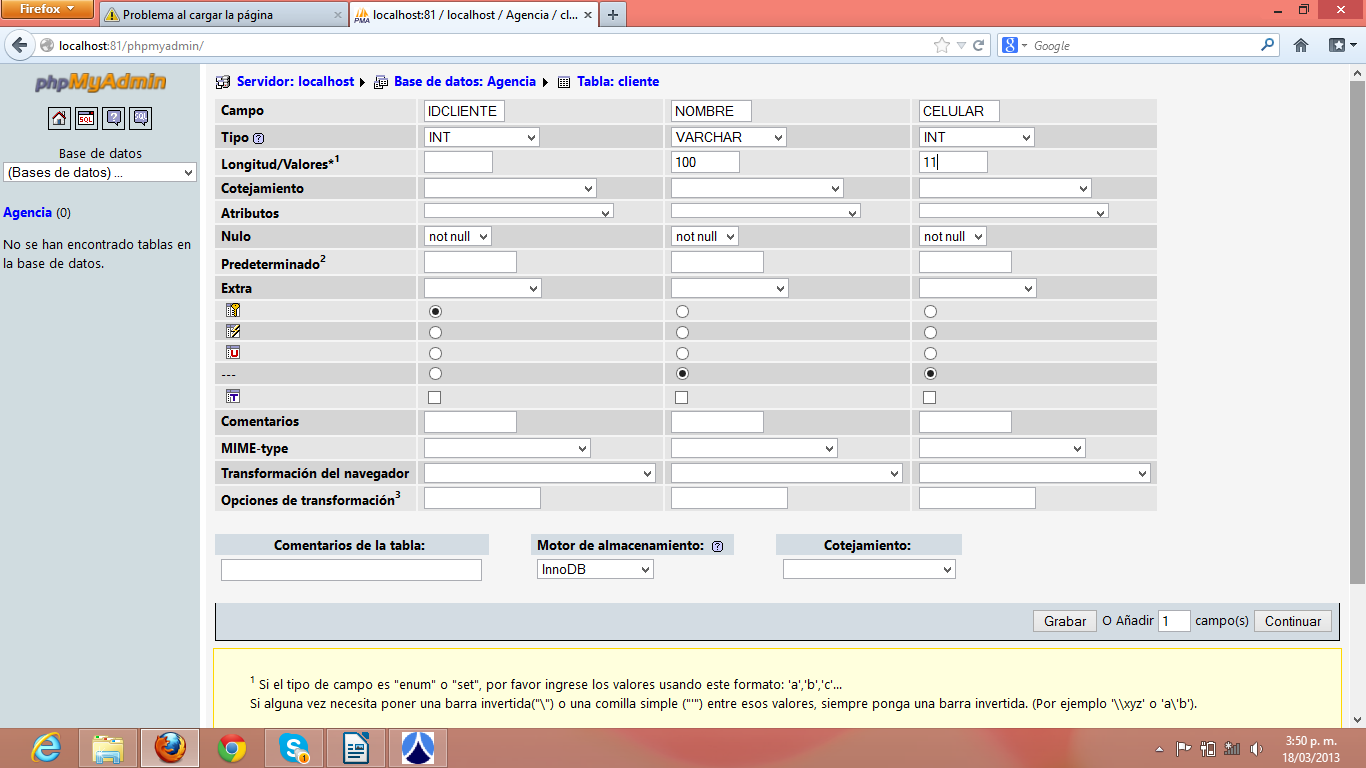 Firefox
Problema al cargar la página
localhost:81 / localhost / Agencia / cl...
PMA
localhost:81/phpmyadmin/
Google
phpMyAdmin
SQL
Base de datos
(Bases de datos) ...
Agencia (0)
No se han encontrado tablas en
la base de datos.
Servidor: localhost Base de datos: Agencia Tabla: cliente
Campo IDCLIENTE NOMBRE CELULAR
Tipo INT VARCHAR INT
Longitud/Valores*1 100 11
Cotejamiento
Atributos
Nulo not null not null not null
Predeterminado2
Extra
U
---
T
Comentarios
MIME-type
Transformación del navegador
Opciones de transformación3
Comentarios de la tabla: Motor de almacenamiento: Cotejamiento:
InnoDB
Grabar O Añadir 1 campo(s) Continuar
1 Si el tipo de campo es "enum" o "set", por favor ingrese los valores usando este formato: 'a','b','c'...
Si alguna vez necesita poner una barra invertida("\") o una comilla simple ("'") entre esos valores, siempre ponga una barra invertida. (Por ejemplo '\\xyz' o 'a\'b').
3:50 p. m.
18/03/2013